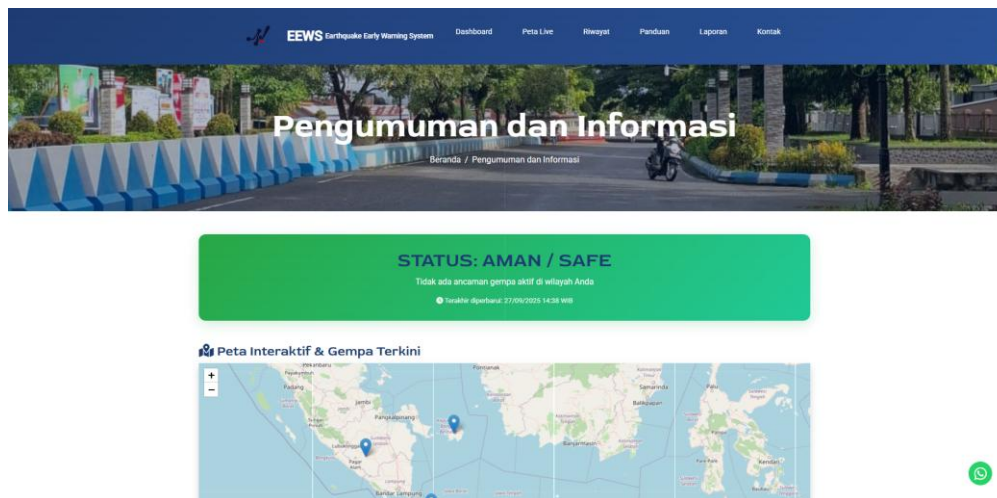 EEWS Earthquake Early Warning System
Dashboard
Peta Live
Riwayat
Panduan
Laporan
Kontak
Pengumuman dan Informasi
Beranda / Pengumuman dan Informasi
STATUS: AMAN / SAFE
Tidak ada ancaman gempa aktif di wilayah Anda
Terakhir diperbarui: 27/09/2025 14:38 WIB
Peta Interaktif & Gempa Terkini
+
−
Pekanbaru
Payakumbuh
Padang
Jambi
Pangkalpinang
Pontianak
Samarinda
Balikpapan
Palu
Banjarmasin
Kendari
Bandar Lampung
Baubau